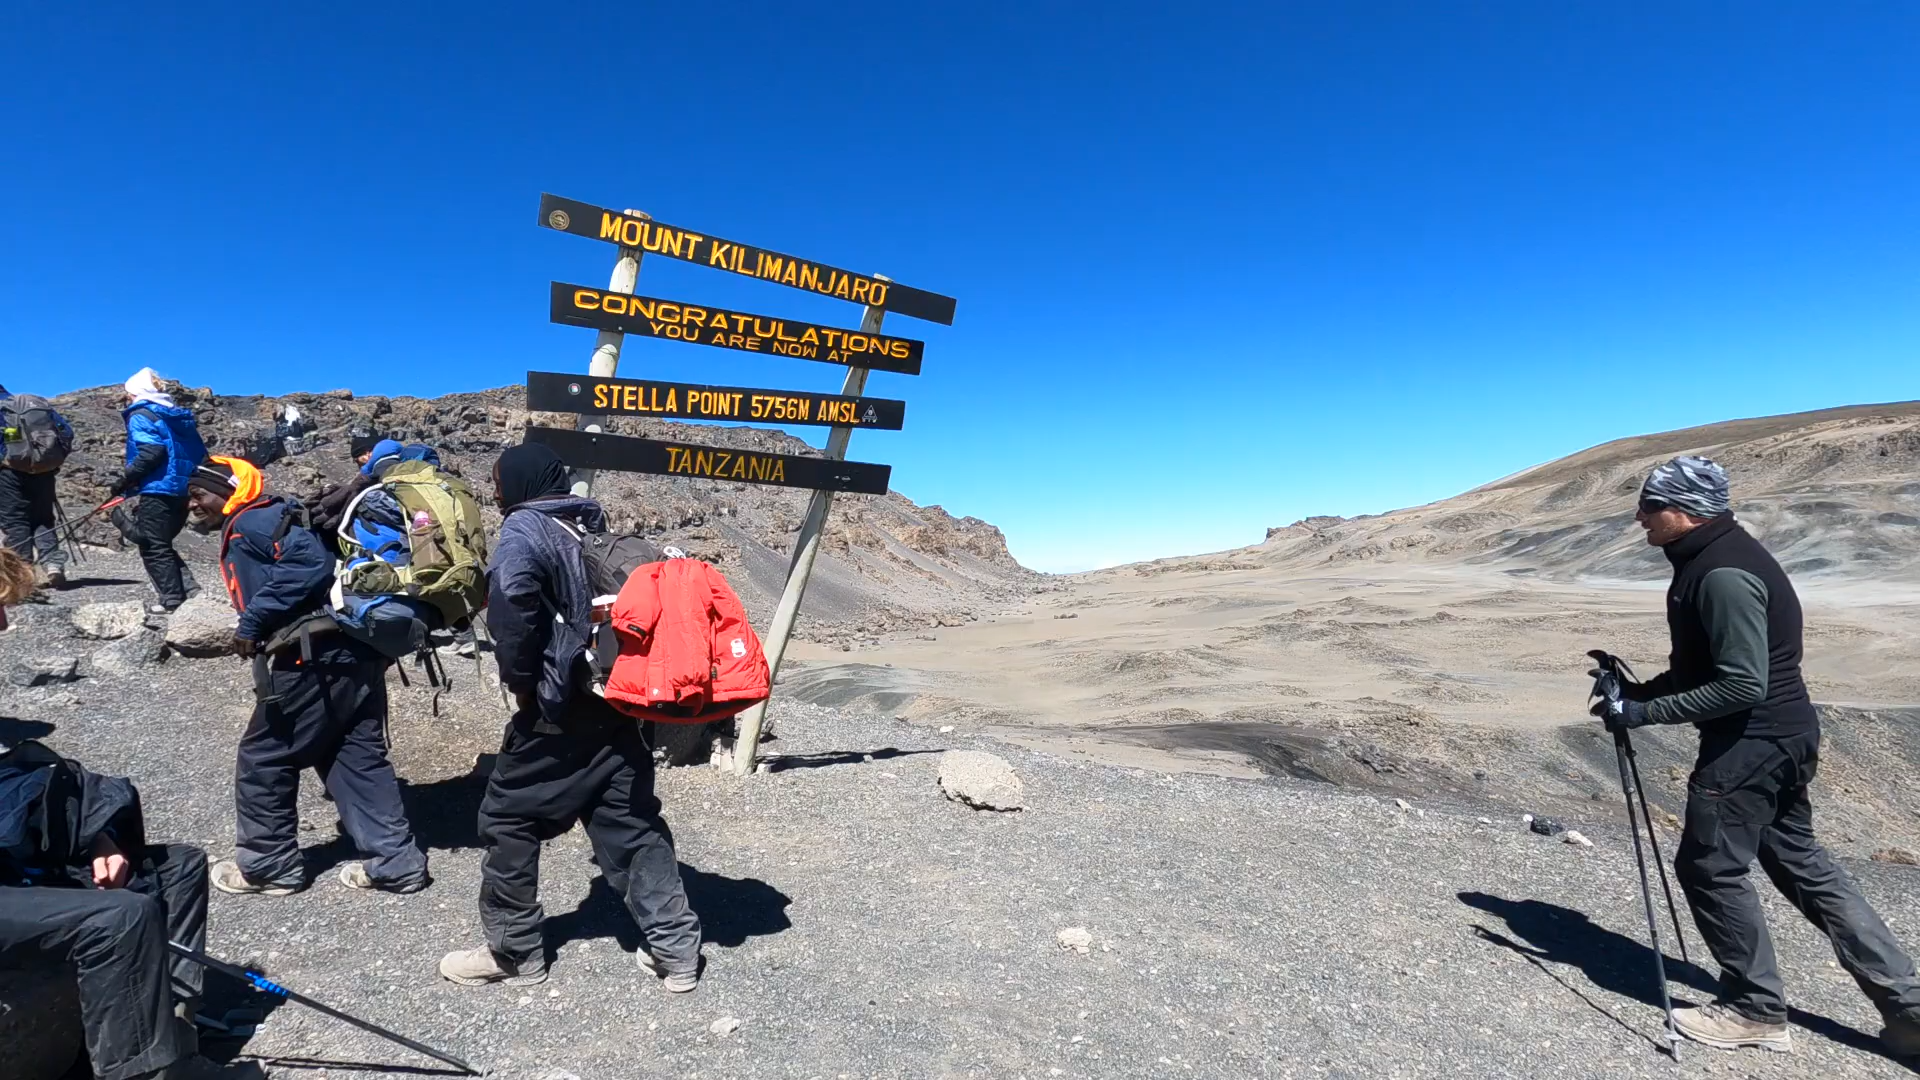 MOUNT KILIMANJARO
CONGRATULATIONS
YOU ARE NOW AT
STELLA POINT 5756M AMSL
TANZANIA